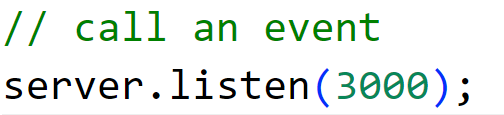 // call an event
server.listen(3000);